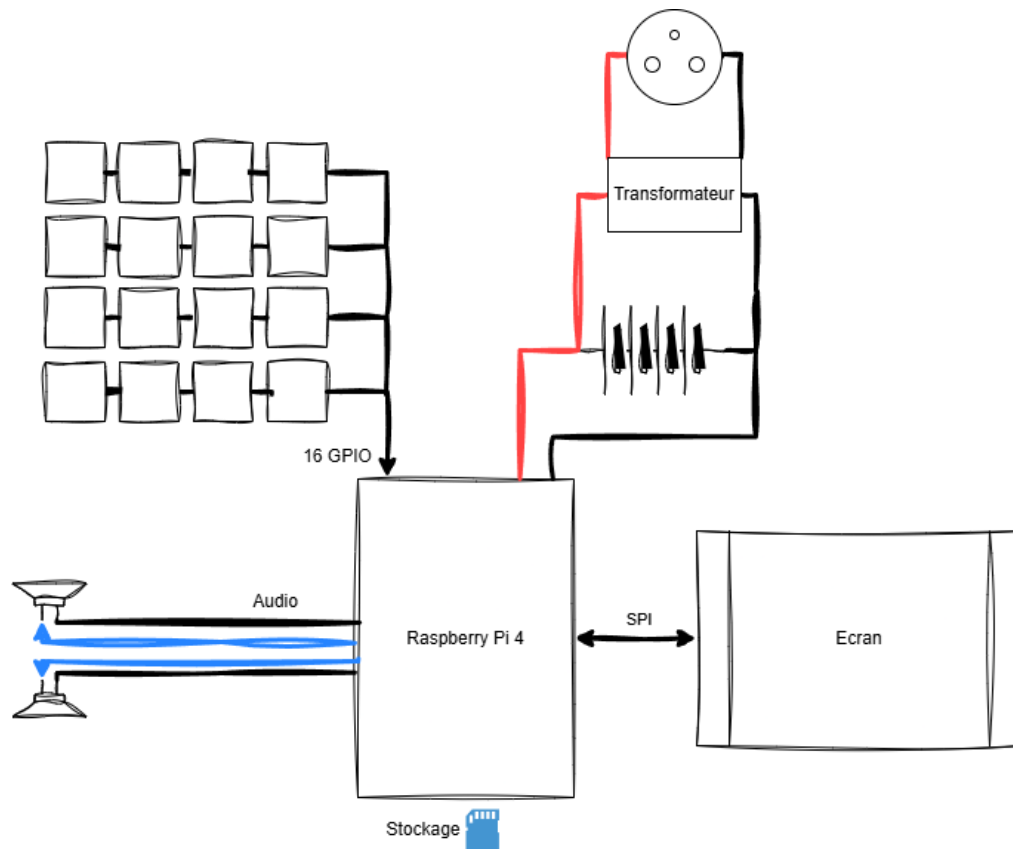 Transformateur
16 GPIO
Audio
Raspberry Pi 4
SPI
Ecran
Stockage